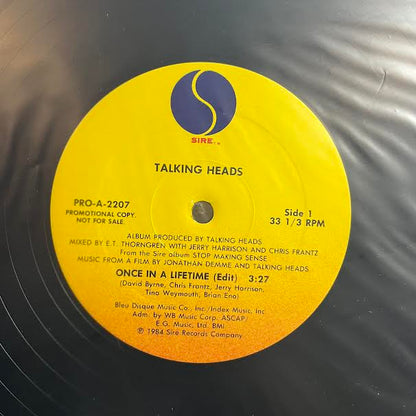 SIRE™
TALKING HEADS
PRO-A-2207
PROMOTIONAL COPY.
NOT FOR SALE.
Side 1
33 1/3 RPM
ALBUM PRODUCED BY TALKING HEADS
MIXED BY E.T. THORNGREN WITH JERRY HARRISON AND CHRIS FRANTZ
From the Sire album STOP MAKING SENSE
MUSIC FROM A FILM BY JONATHAN DEMME AND TALKING HEADS
ONCE IN A LIFETIME (Edit) 3:27
(David Byrne, Chris Frantz, Jerry Harrison,
Tina Weymouth, Brian Eno)
Bleu Disque Music Co., Inc./Index Music, Inc.
Adm. by WB Music Corp. ASCAP/
E.G. Music, Ltd. BMI
℗ 1984 Sire Records Company